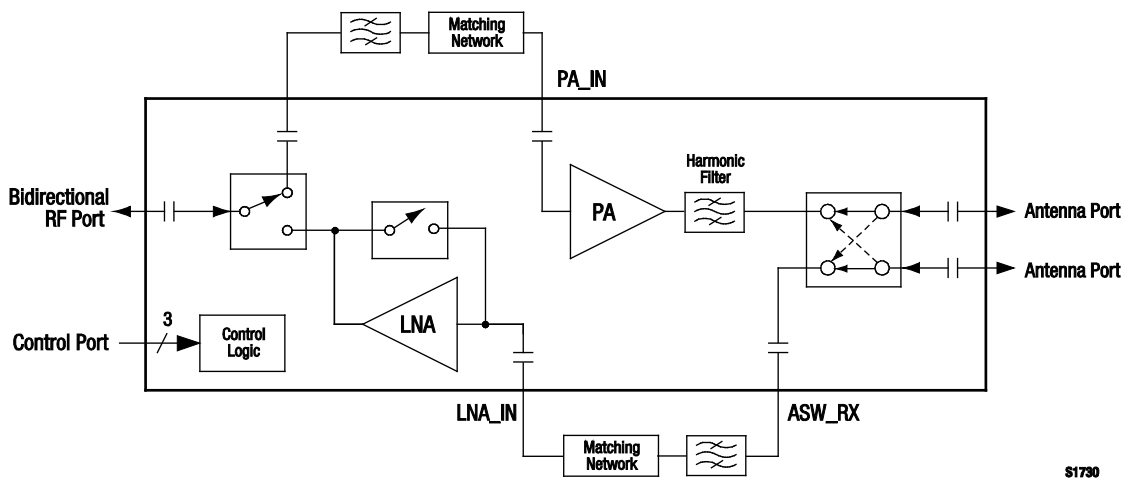 Matching
Network
PA_IN
Bidirectional
RF Port
Harmonic
Filter
PA
Antenna Port
Antenna Port
LNA
Control Port
3
Control
Logic
LNA_IN
ASW_RX
Matching
Network
S1730